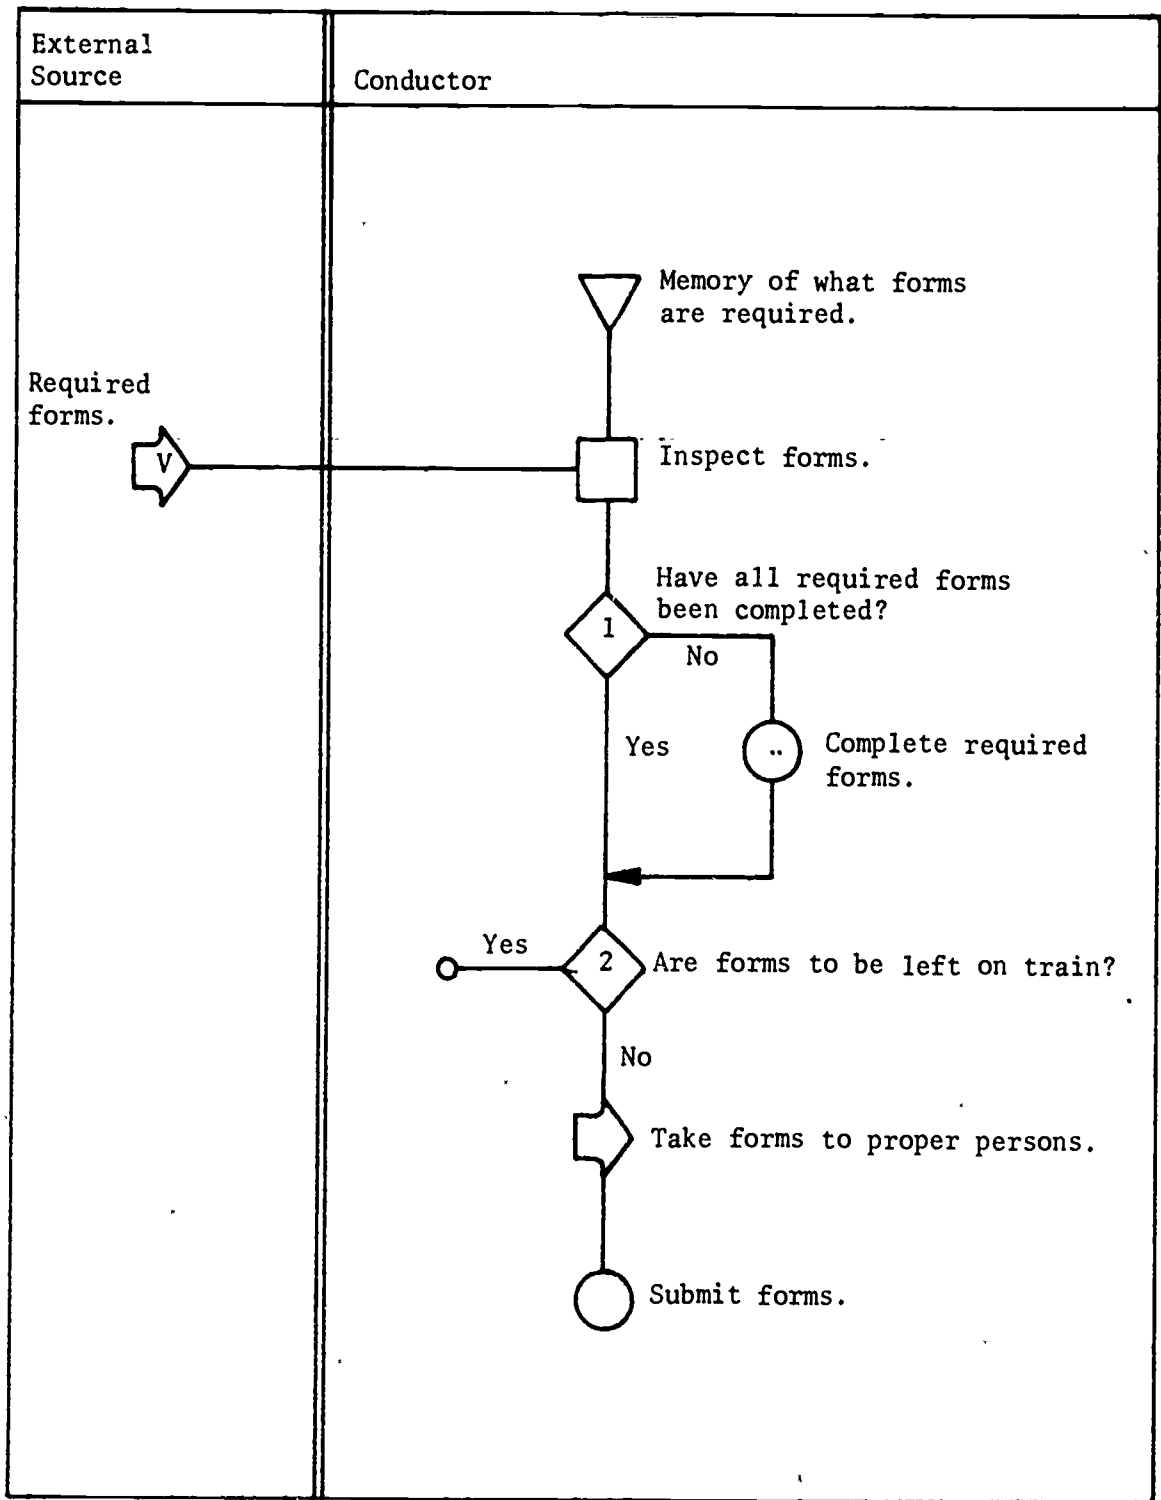 External
Source
Conductor
Memory of what forms
are required.
Required
forms.
V
Inspect forms.
Have all required forms
been completed?
1
No
Yes
..
Complete required
forms.
Yes
2
Are forms to be left on train?
No
Take forms to proper persons.
Submit forms.